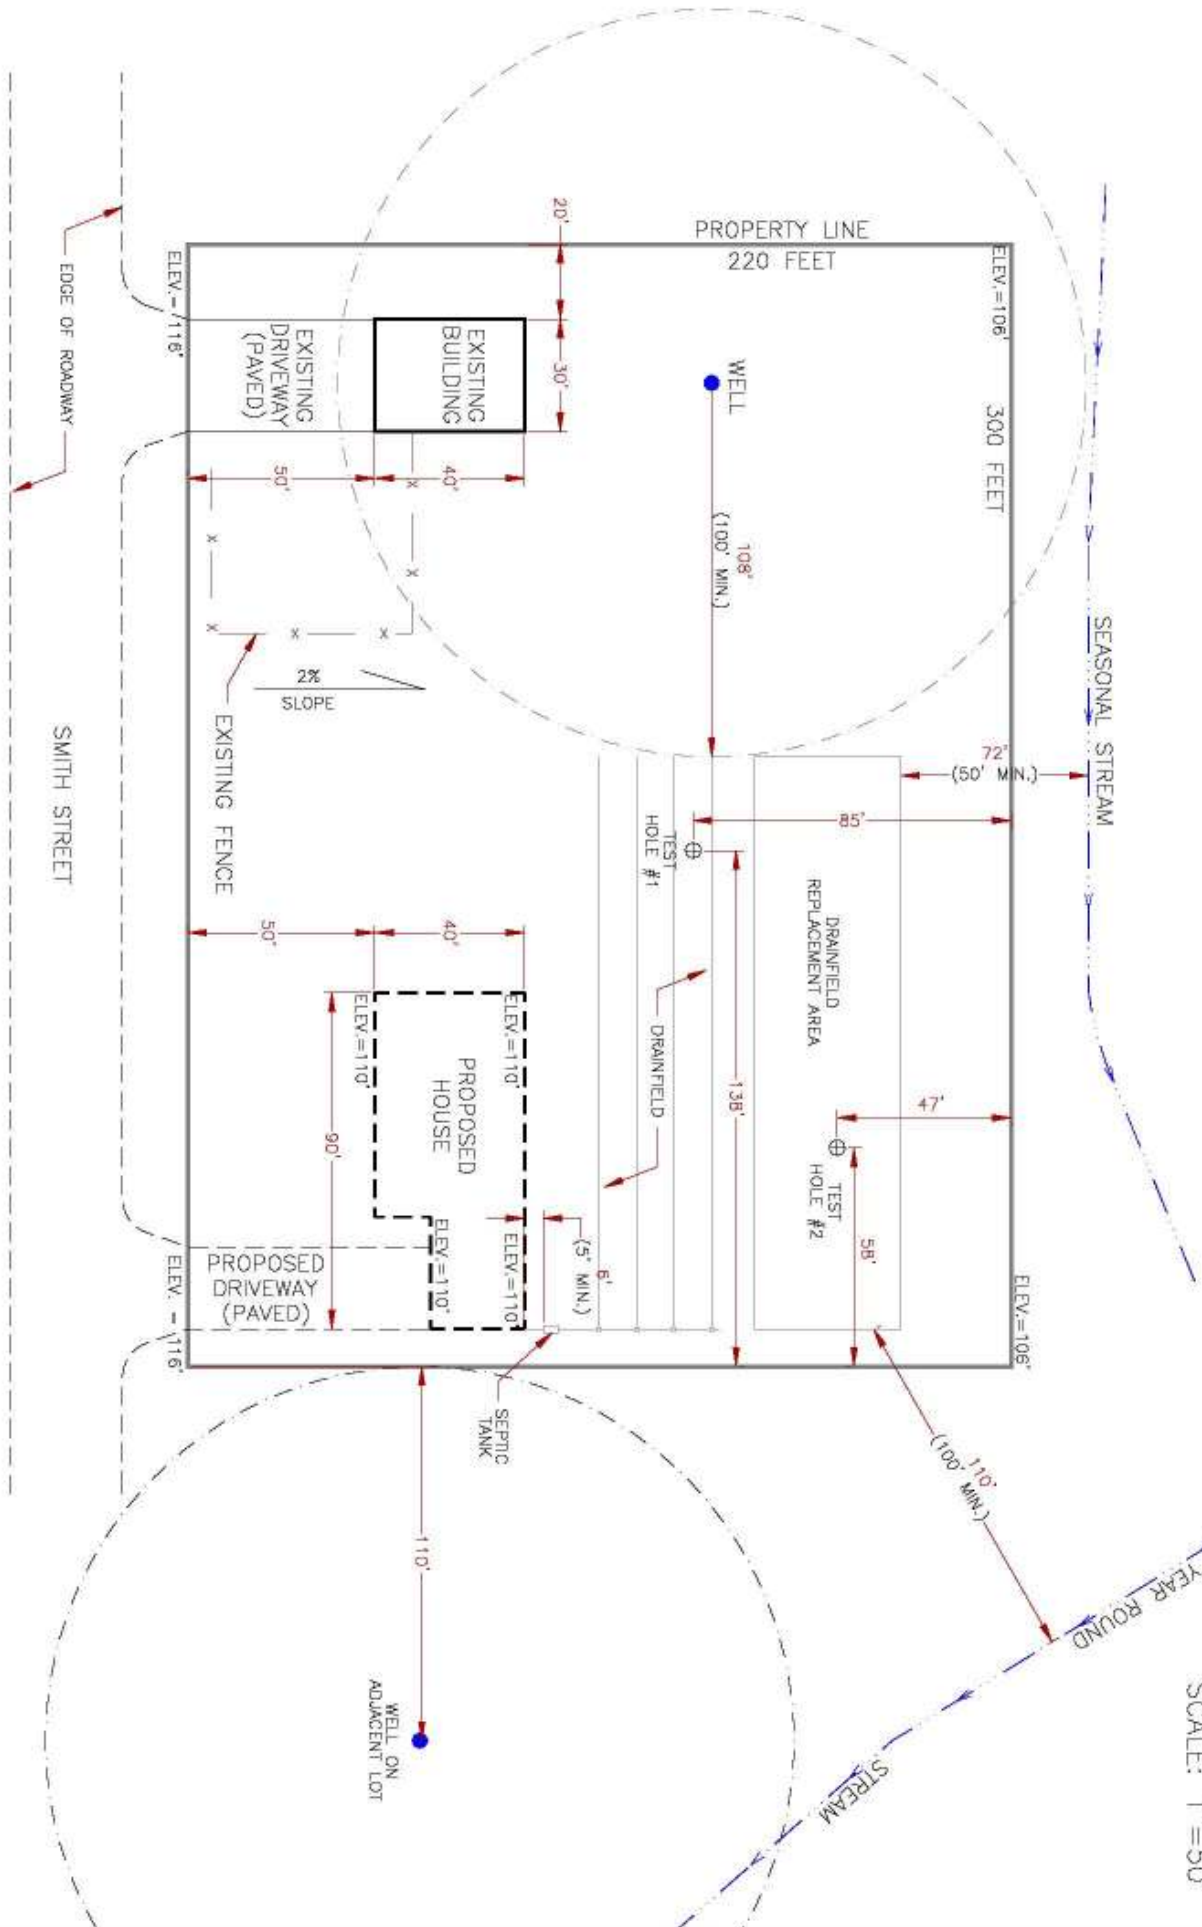 PROPERTY LINE
220 FEET
ELEV.=106'
300 FEET
SEASONAL STREAM
ELEV.= 116'
EDGE OF ROADWAY
20'
30'
EXISTING
BUILDING
EXISTING
DRIVEWAY
(PAVED)
50'
40'
WELL
108'
(100' MIN.)
X
X
X
X
X
X
2%
SLOPE
EXISTING FENCE
SMITH STREET
72'
(50' MIN.)
85'
TEST
HOLE #1
DRAINFIELD
REPLACEMENT AREA
50'
40'
ELEV.=110'
ELEV.=110'
PROPOSED
HOUSE
90'
DRAINFIELD
138'
47'
TEST
HOLE #2
58'
ELEV.=110'
ELEV.=110'
6'
(5' MIN.)
PROPOSED
DRIVEWAY
(PAVED)
ELEV. = 116'
ELEV.=106'
SEPTIC
TANK
110'
(100' MIN.)
110'
WELL ON
ADJACENT LOT
YEAR ROUND
STREAM
SCALE: 1"=50'